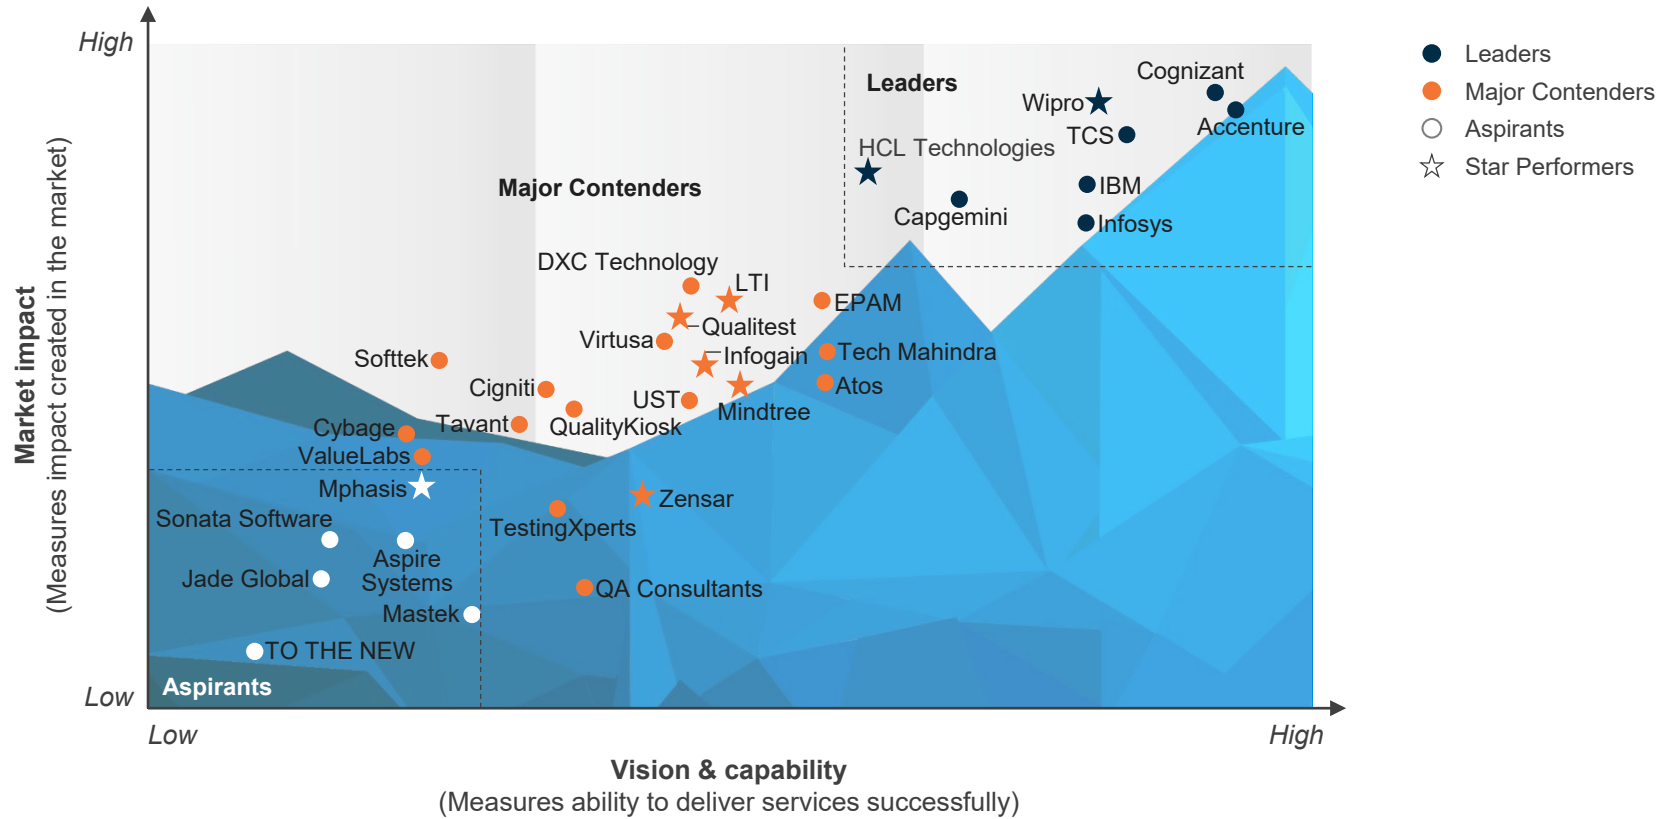 High
Market impact
(Measures impact created in the market)
Low
Low
High
Vision & capability
(Measures ability to deliver services successfully)
Leaders
Cognizant
Wipro
Accenture
TCS
HCL Technologies
IBM
Capgemini
Infosys
Major Contenders
DXC Technology
LTI
EPAM
Qualitest
Virtusa
Infogain
Tech Mahindra
Softtek
Cigniti
UST
Mindtree
Atos
Tavant
QualityKiosk
Cybage
ValueLabs
Mphasis
Zensar
Sonata Software
TestingXperts
Aspire
Systems
Jade Global
QA Consultants
Mastek
TO THE NEW
Aspirants
Leaders
Major Contenders
Aspirants
Star Performers